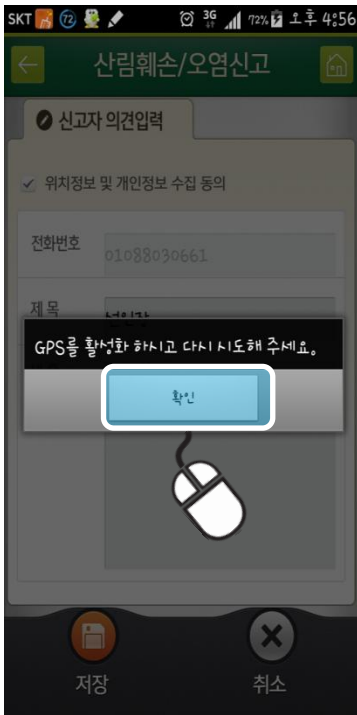 SKT 72 3G 72% 오후 4:56
산림훼손/오염신고
신고자 의견입력
위치정보 및 개인정보 수집 동의
전화번호
01088030661
제 목
GPS를 활성화 하시고 다시 시도해 주세요.
확인
저장
취소